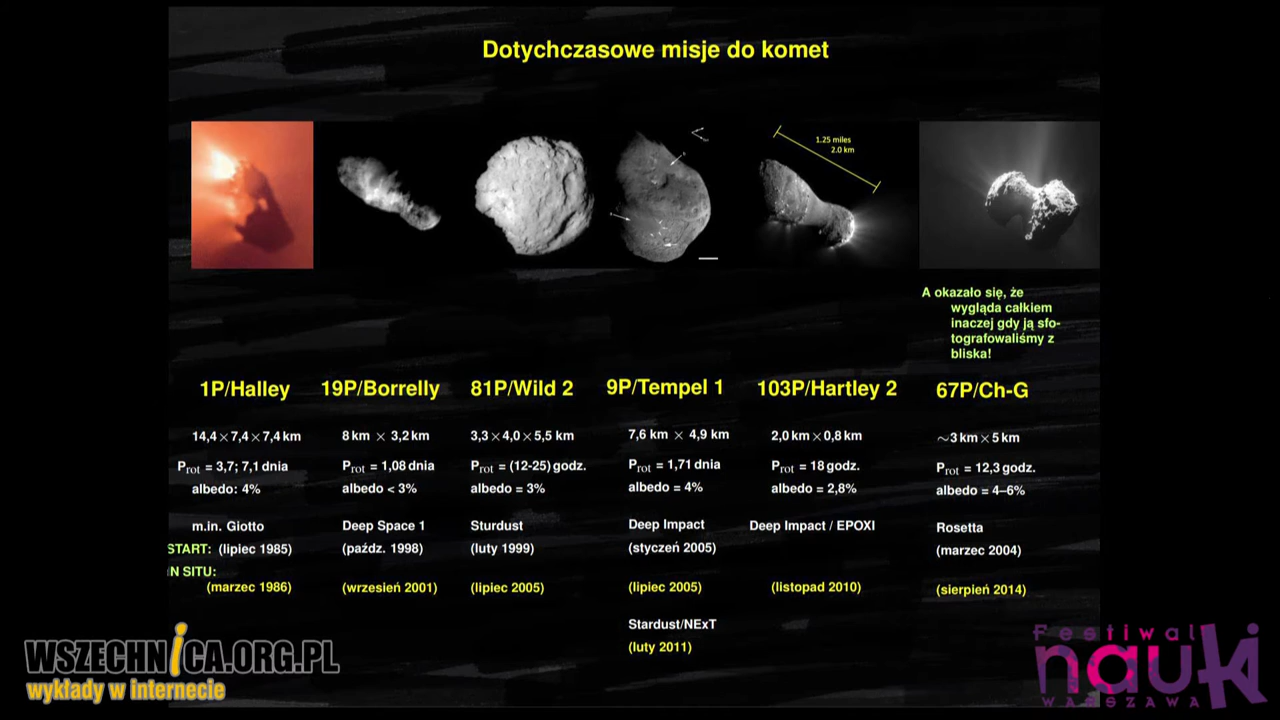 Dotychczasowe misje do komet
1.25 miles
2.0 km
A okazało się, że
wygląda całkiem
inaczej gdy ją sfo-
tografowaliśmy z
bliska!
1P/Halley 19P/Borrelly 81P/Wild 2 9P/Tempel 1 103P/Hartley 2 67P/Ch-G
14,4×7,4×7,4 km 8 km × 3,2 km 3,3×4,0×5,5 km 7,6 km × 4,9 km 2,0 km×0,8 km ~3 km×5 km
Prot = 3,7; 7,1 dnia Prot = 1,08 dnia Prot = (12-25) godz. Prot = 1,71 dnia Prot = 18 godz. Prot = 12,3 godz.
albedo: 4% albedo < 3% albedo = 3% albedo = 4% albedo = 2,8% albedo = 4–6%
m.in. Giotto Deep Space 1 Sturdust Deep Impact Deep Impact / EPOXI Rosetta
START: (lipiec 1985) (paźdz. 1998) (luty 1999) (styczeń 2005) (marzec 2004)
IN SITU:
(marzec 1986) (wrzesień 2001) (lipiec 2005) (lipiec 2005) (listopad 2010) (sierpień 2014)
Stardust/NExT
(luty 2011)
WSZECHNiCA.ORG.PL
wykłady w internecie
Festiwal
nauki
WARSZAWA